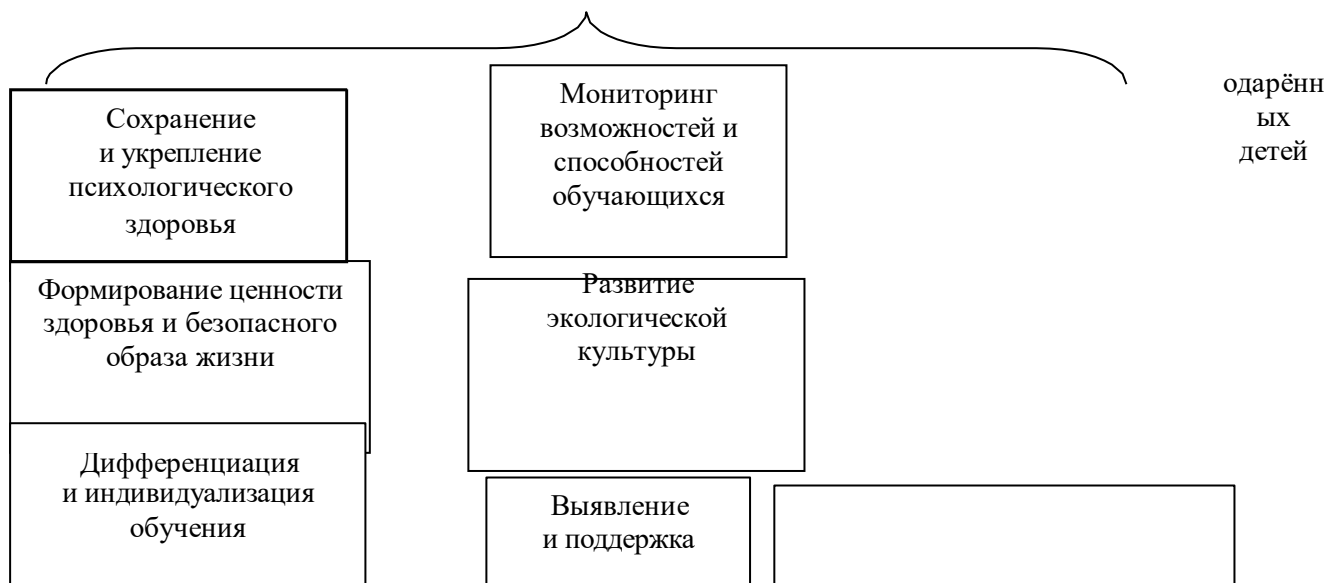 Сохранение
и укрепление
психологического
здоровья
Мониторинг
возможностей и
способностей
обучающихся
одарённ
ых
детей
Формирование ценности
здоровья и безопасного
образа жизни
Развитие
экологической
культуры
Дифференциация
и индивидуализация
обучения
Выявление
и поддержка